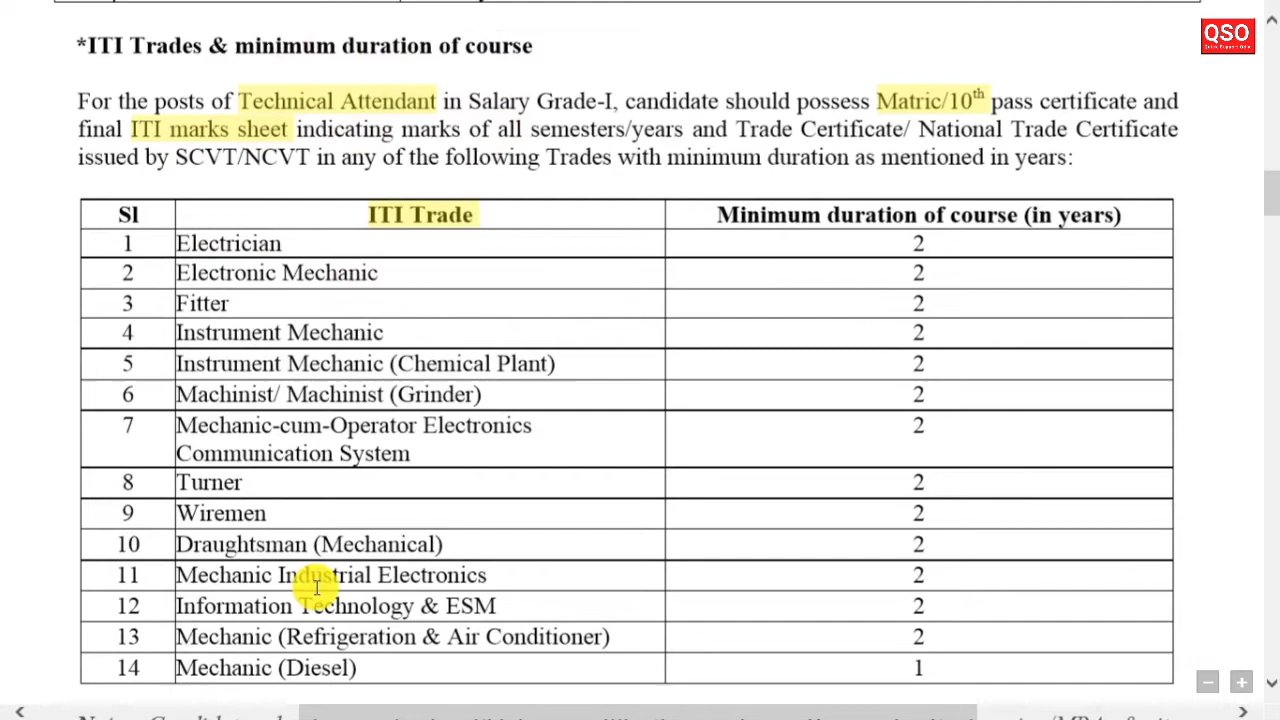 *ITI Trades & minimum duration of course
QSO
For the posts of Technical Attendant in Salary Grade-I, candidate should possess Matric/10th pass certificate and
final ITI marks sheet indicating marks of all semesters/years and Trade Certificate/ National Trade Certificate
issued by SCVT/NCVT in any of the following Trades with minimum duration as mentioned in years:
Sl ITI Trade Minimum duration of course (in years)
1 Electrician 2
2 Electronic Mechanic 2
3 Fitter 2
4 Instrument Mechanic 2
5 Instrument Mechanic (Chemical Plant) 2
6 Machinist/ Machinist (Grinder) 2
7 Mechanic-cum-Operator Electronics 2
Communication System
8 Turner 2
9 Wiremen 2
10 Draughtsman (Mechanical) 2
11 Mechanic Industrial Electronics 2
12 Information Technology & ESM 2
13 Mechanic (Refrigeration & Air Conditioner) 2
14 Mechanic (Diesel) 1